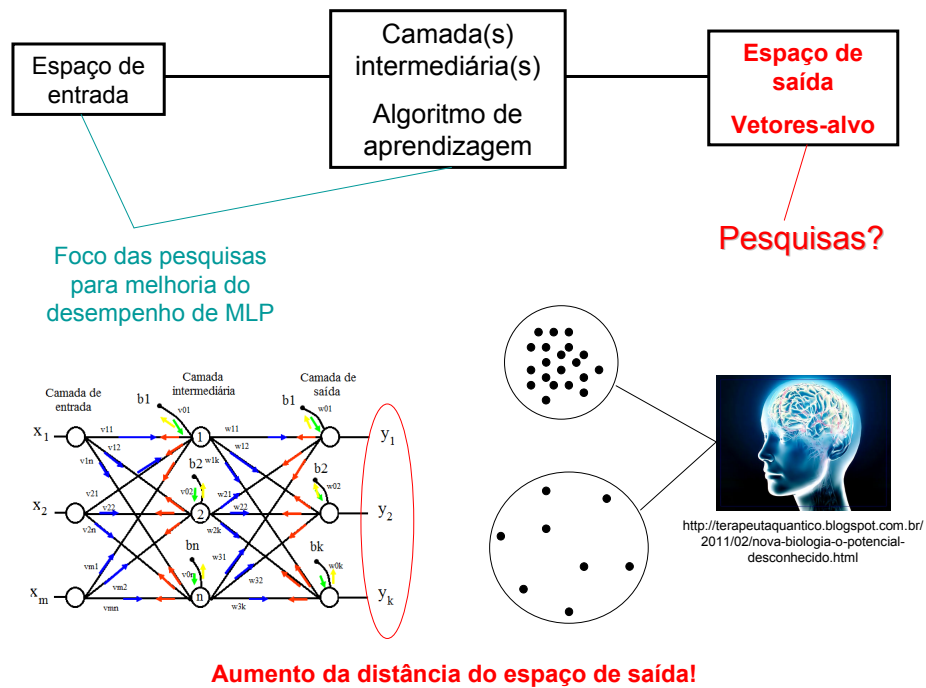 Espaço de
entrada
Camada(s)
intermediária(s)
Algoritmo de
aprendizagem
Espaço de
saída
Vetores-alvo
Foco das pesquisas
para melhoria do
desempenho de MLP
Pesquisas?
Camada de
entrada
Camada
intermediária
Camada de
saída
b1
v01
b1
w01
x1
v11
1
w11
y1
v12
w12
v1n
w1k
b2
b2
v21
v02
w21
w02
x2
v22
2
w22
y2
v2n
w2k
bn
w31
bk
vm1
v0n
w0k
vm2
w32
xm
vmn
n
w3k
yk
http://terapeutaquantico.blogspot.com.br/
2011/02/nova-biologia-o-potencial-
desconhecido.html
Aumento da distância do espaço de saída!